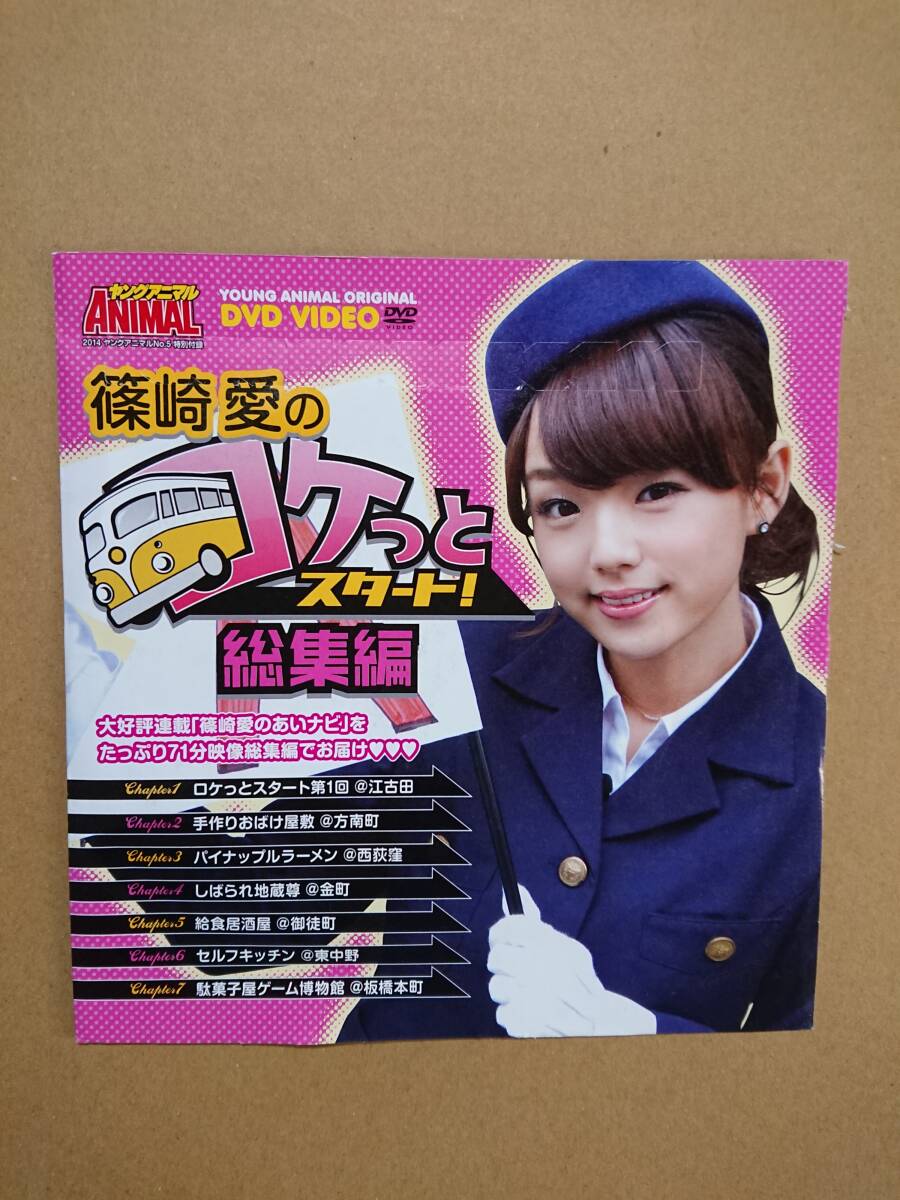 ヤングアニマル
ANIMAL
2014 ヤングアニマルNo.5 特別付録
YOUNG ANIMAL ORIGINAL
DVD VIDEO
DVD
VIDEO
篠崎愛の
ロケっと
スタート!
総集編
大好評連載「篠崎愛のあいナビ」を
たっぷり71分映像総集編でお届け♥♥♥
Chapter1 ロケっとスタート第1回 @江古田
Chapter2 手作りおばけ屋敷 @方南町
Chapter3 パイナップルラーメン @西荻窪
Chapter4 しばられ地蔵尊 @金町
Chapter5 給食居酒屋 @御徒町
Chapter6 セルフキッチン @東中野
Chapter7 駄菓子屋ゲーム博物館 @板橋本町